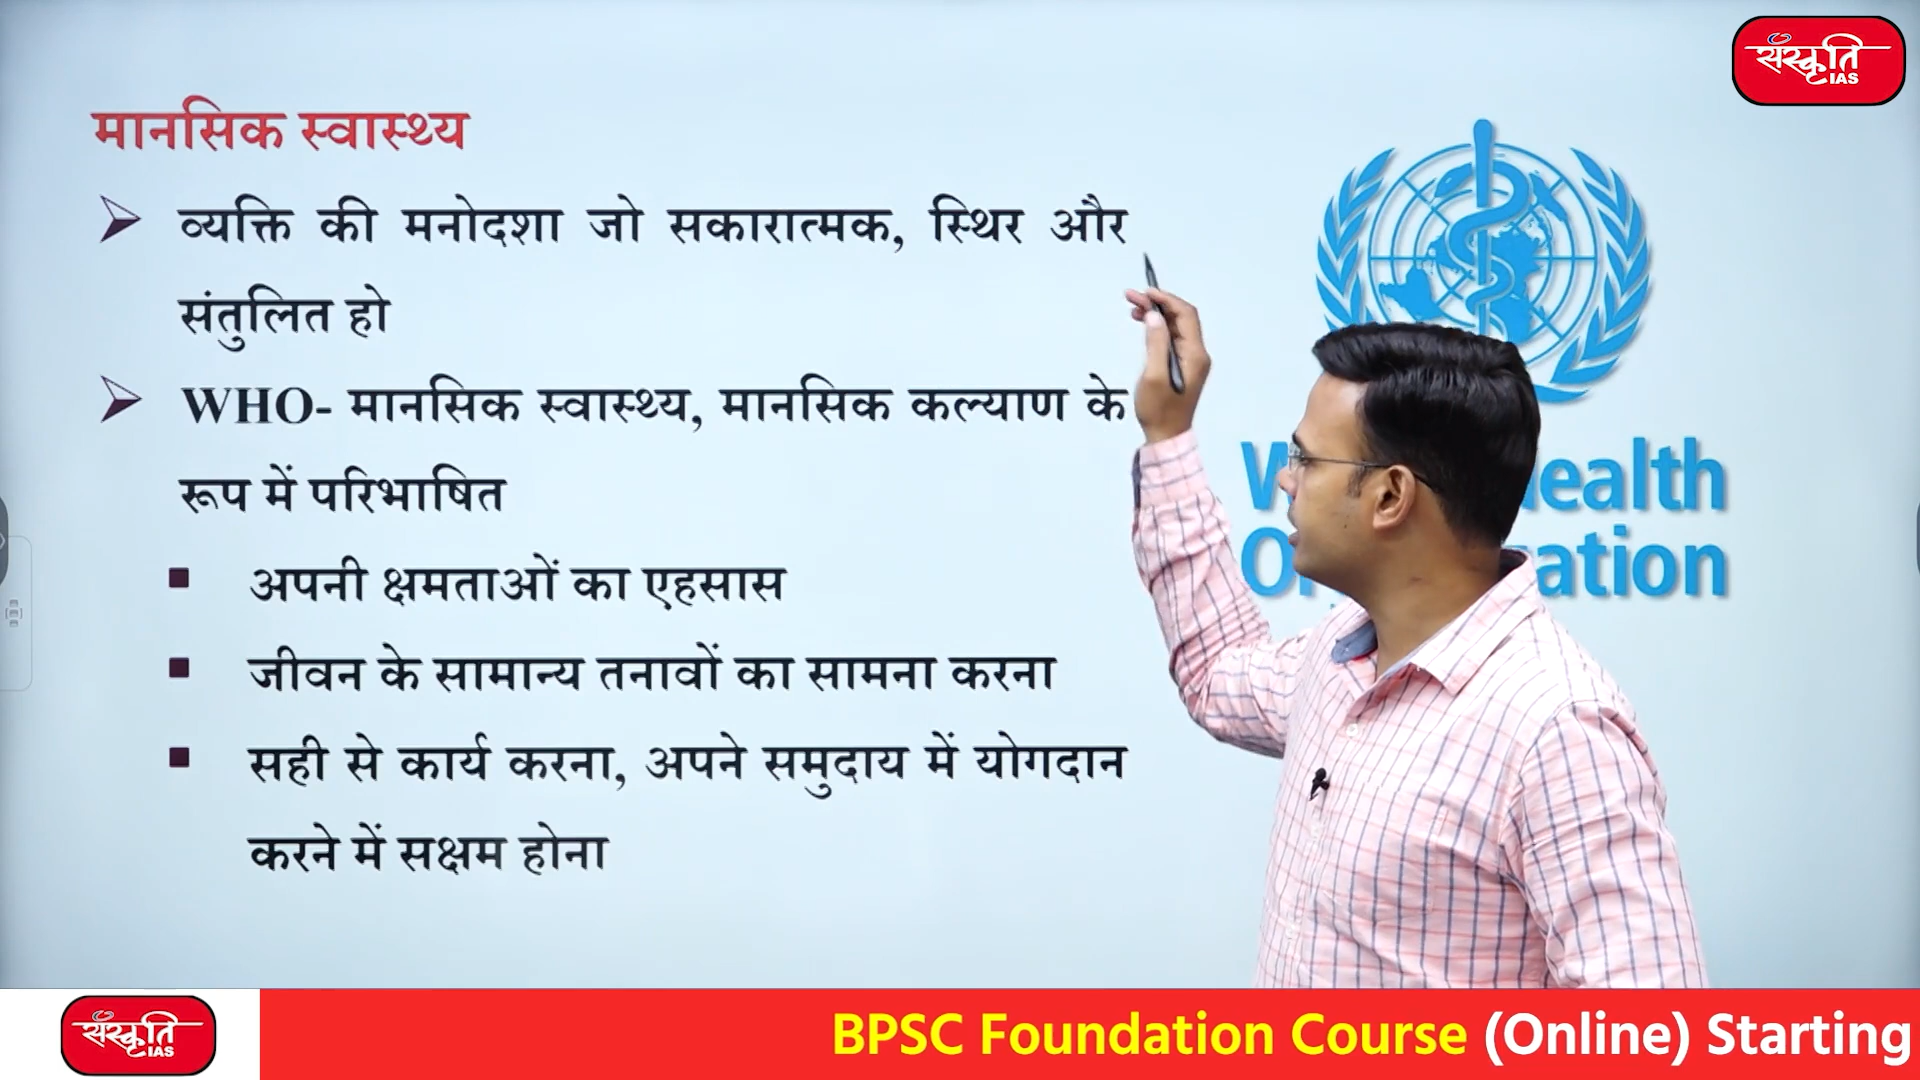 संस्कृति
IAS
मानसिक स्वास्थ्य
व्यक्ति की मनोदशा जो सकारात्मक, स्थिर और
संतुलित हो
WHO- मानसिक स्वास्थ्य, मानसिक कल्याण के
रूप में परिभाषित
अपनी क्षमताओं का एहसास
जीवन के सामान्य तनावों का सामना करना
सही से कार्य करना, अपने समुदाय में योगदान
करने में सक्षम होना
संस्कृति
IAS
BPSC Foundation Course (Online) Starting